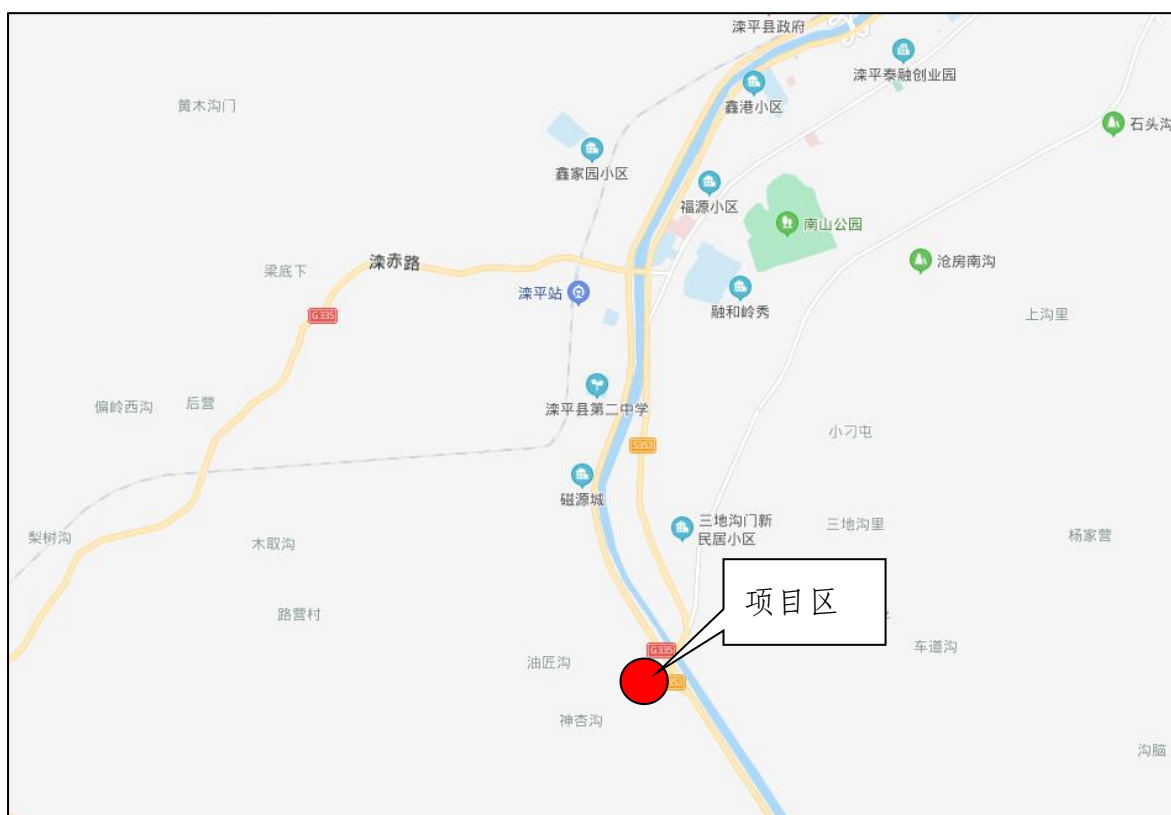 滦平县政府
滦平泰融创业园
黄木沟门
鑫港小区
石头沟
鑫家园小区
福源小区
南山公园
滦赤路
梁底下
沧房南沟
滦平站
融和岭秀
G335
上沟里
偏岭西沟
后营
滦平县第二中学
小刁屯
S353
磁源城
三地沟门新
民居小区
三地沟里
杨家营
梨树沟
木取沟
项目区
路营村
车道沟
G335
油匠沟
神杏沟
沟脑